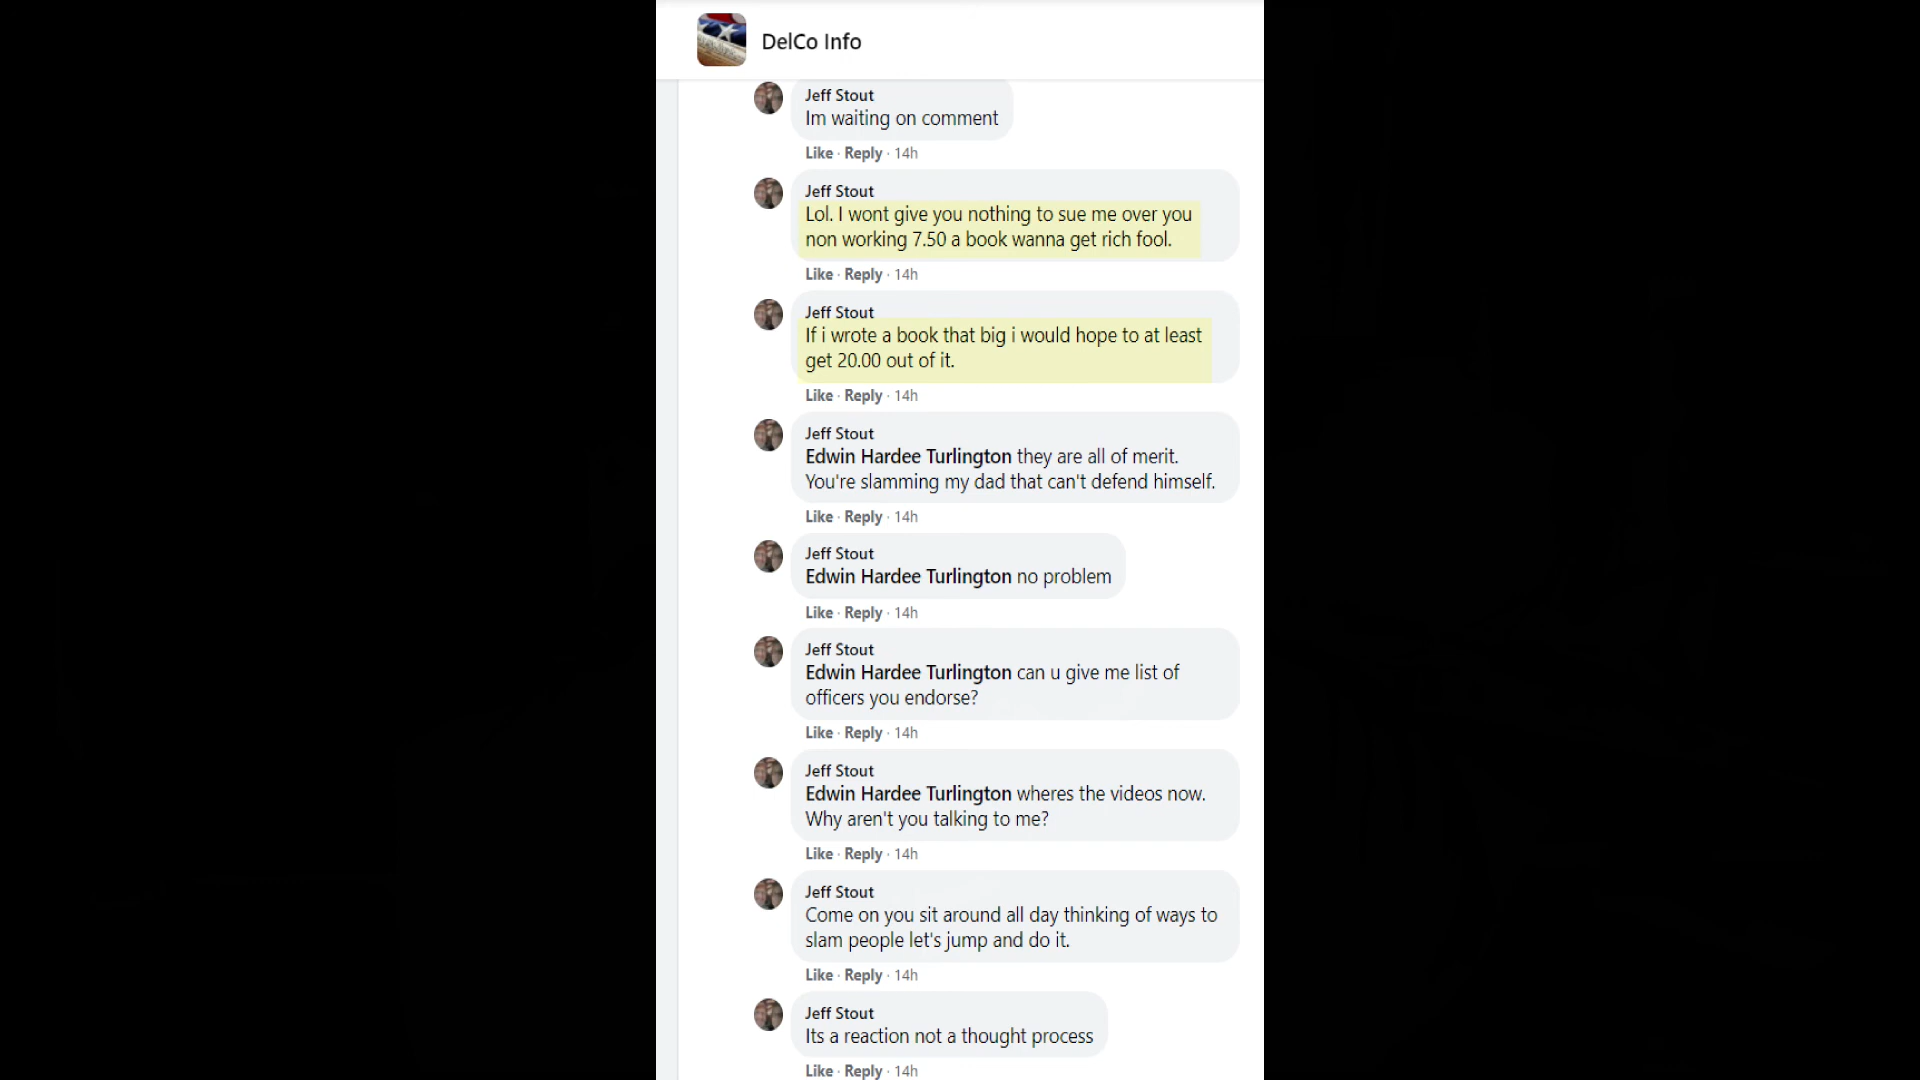 DelCo Info
Jeff Stout
Im waiting on comment
Like · Reply · 14h
Jeff Stout
Lol. I wont give you nothing to sue me over you
non working 7.50 a book wanna get rich fool.
Like · Reply · 14h
Jeff Stout
If i wrote a book that big i would hope to at least
get 20.00 out of it.
Like · Reply · 14h
Jeff Stout
Edwin Hardee Turlington they are all of merit.
You're slamming my dad that can't defend himself.
Like · Reply · 14h
Jeff Stout
Edwin Hardee Turlington no problem
Like · Reply · 14h
Jeff Stout
Edwin Hardee Turlington can u give me list of
officers you endorse?
Like · Reply · 14h
Jeff Stout
Edwin Hardee Turlington wheres the videos now.
Why aren't you talking to me?
Like · Reply · 14h
Jeff Stout
Come on you sit around all day thinking of ways to
slam people let's jump and do it.
Like · Reply · 14h
Jeff Stout
Its a reaction not a thought process
Like · Reply · 14h